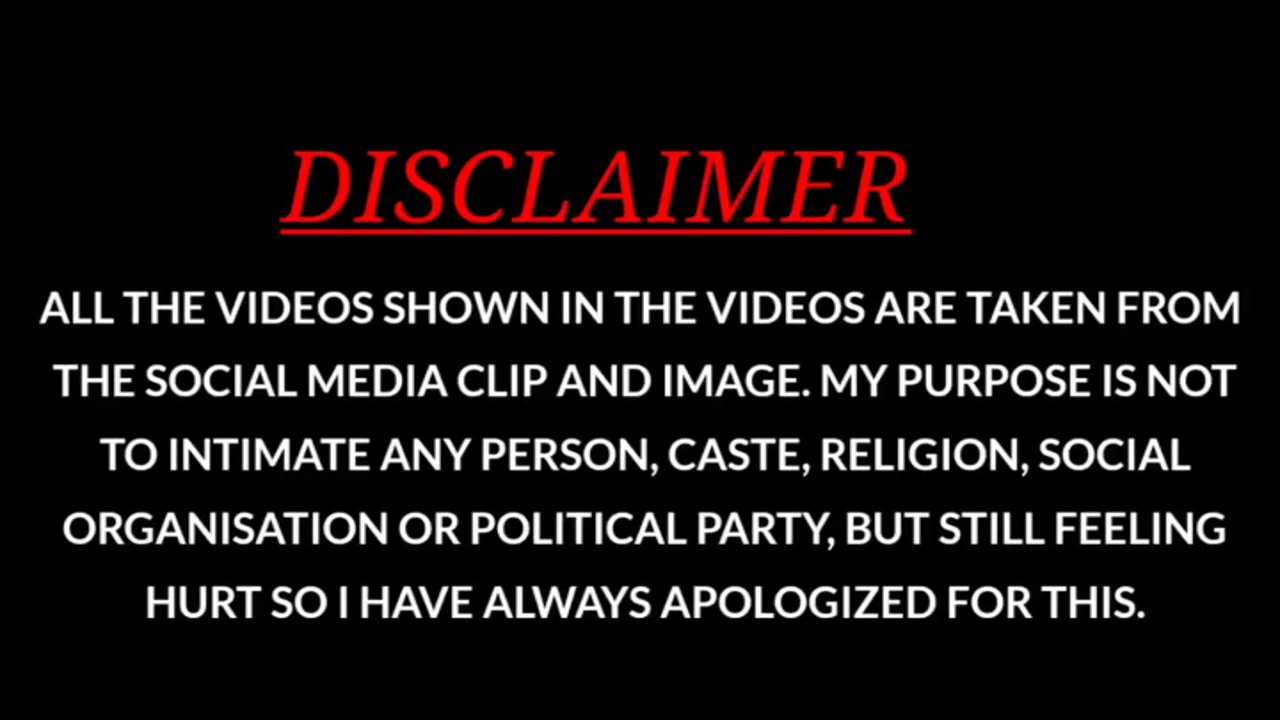 DISCLAIMER
ALL THE VIDEOS SHOWN IN THE VIDEOS ARE TAKEN FROM
THE SOCIAL MEDIA CLIP AND IMAGE. MY PURPOSE IS NOT
TO INTIMATE ANY PERSON, CASTE, RELIGION, SOCIAL
ORGANISATION OR POLITICAL PARTY, BUT STILL FEELING
HURT SO I HAVE ALWAYS APOLOGIZED FOR THIS.